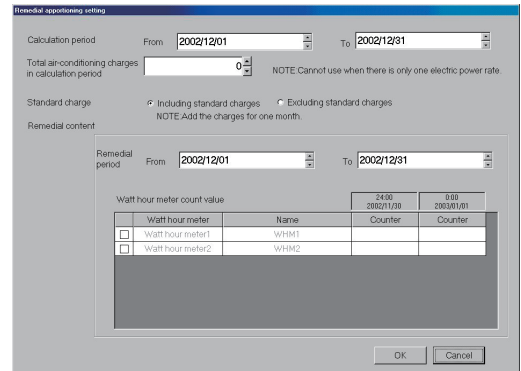 Remedial apportioning setting
Calculation period From 2002/12/01 To 2002/12/31
Total air-conditioning charges
in calculation period 0 NOTE:Cannot use when there is only one electric power rate.
Standard charge Including standard charges Excluding standard charges
NOTE:Add the charges for one month.
Remedial content
Remedial
period From 2002/12/01 To 2002/12/31
Watt hour meter count value 24:00 0:00
2002/11/30 2003/01/01
Watt hour meter Name Counter Counter
Watt hour meter1 WHM1
Watt hour meter2 WHM2
OK Cancel